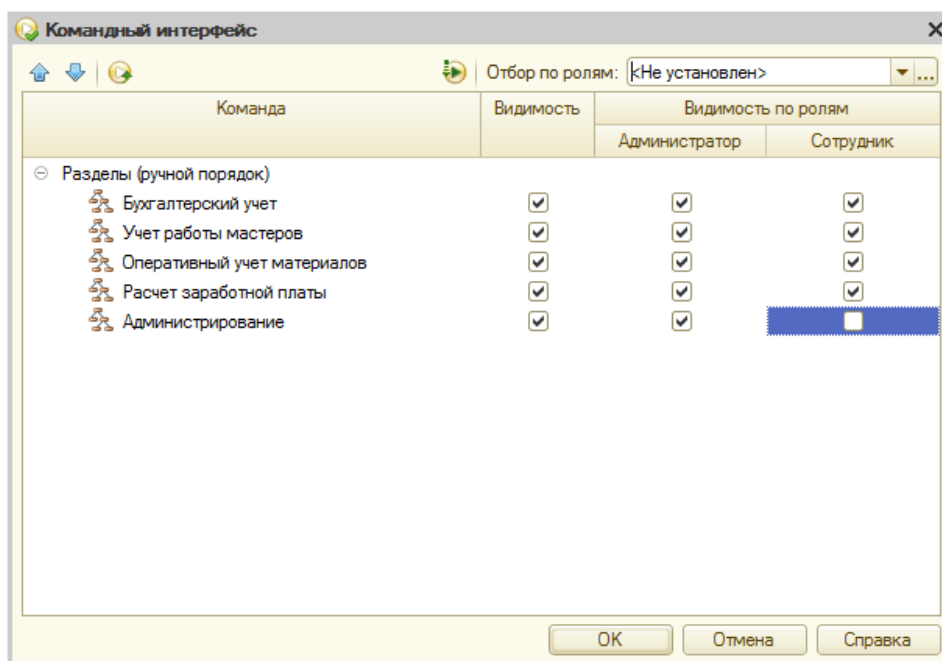 Командный интерфейс
Отбор по ролям: <Не установлен>
Команда Видимость Видимость по ролям
Администратор Сотрудник
Разделы (ручной порядок)
Бухгалтерский учет
Учет работы мастеров
Оперативный учет материалов
Расчет заработной платы
Администрирование
OK Отмена Справка